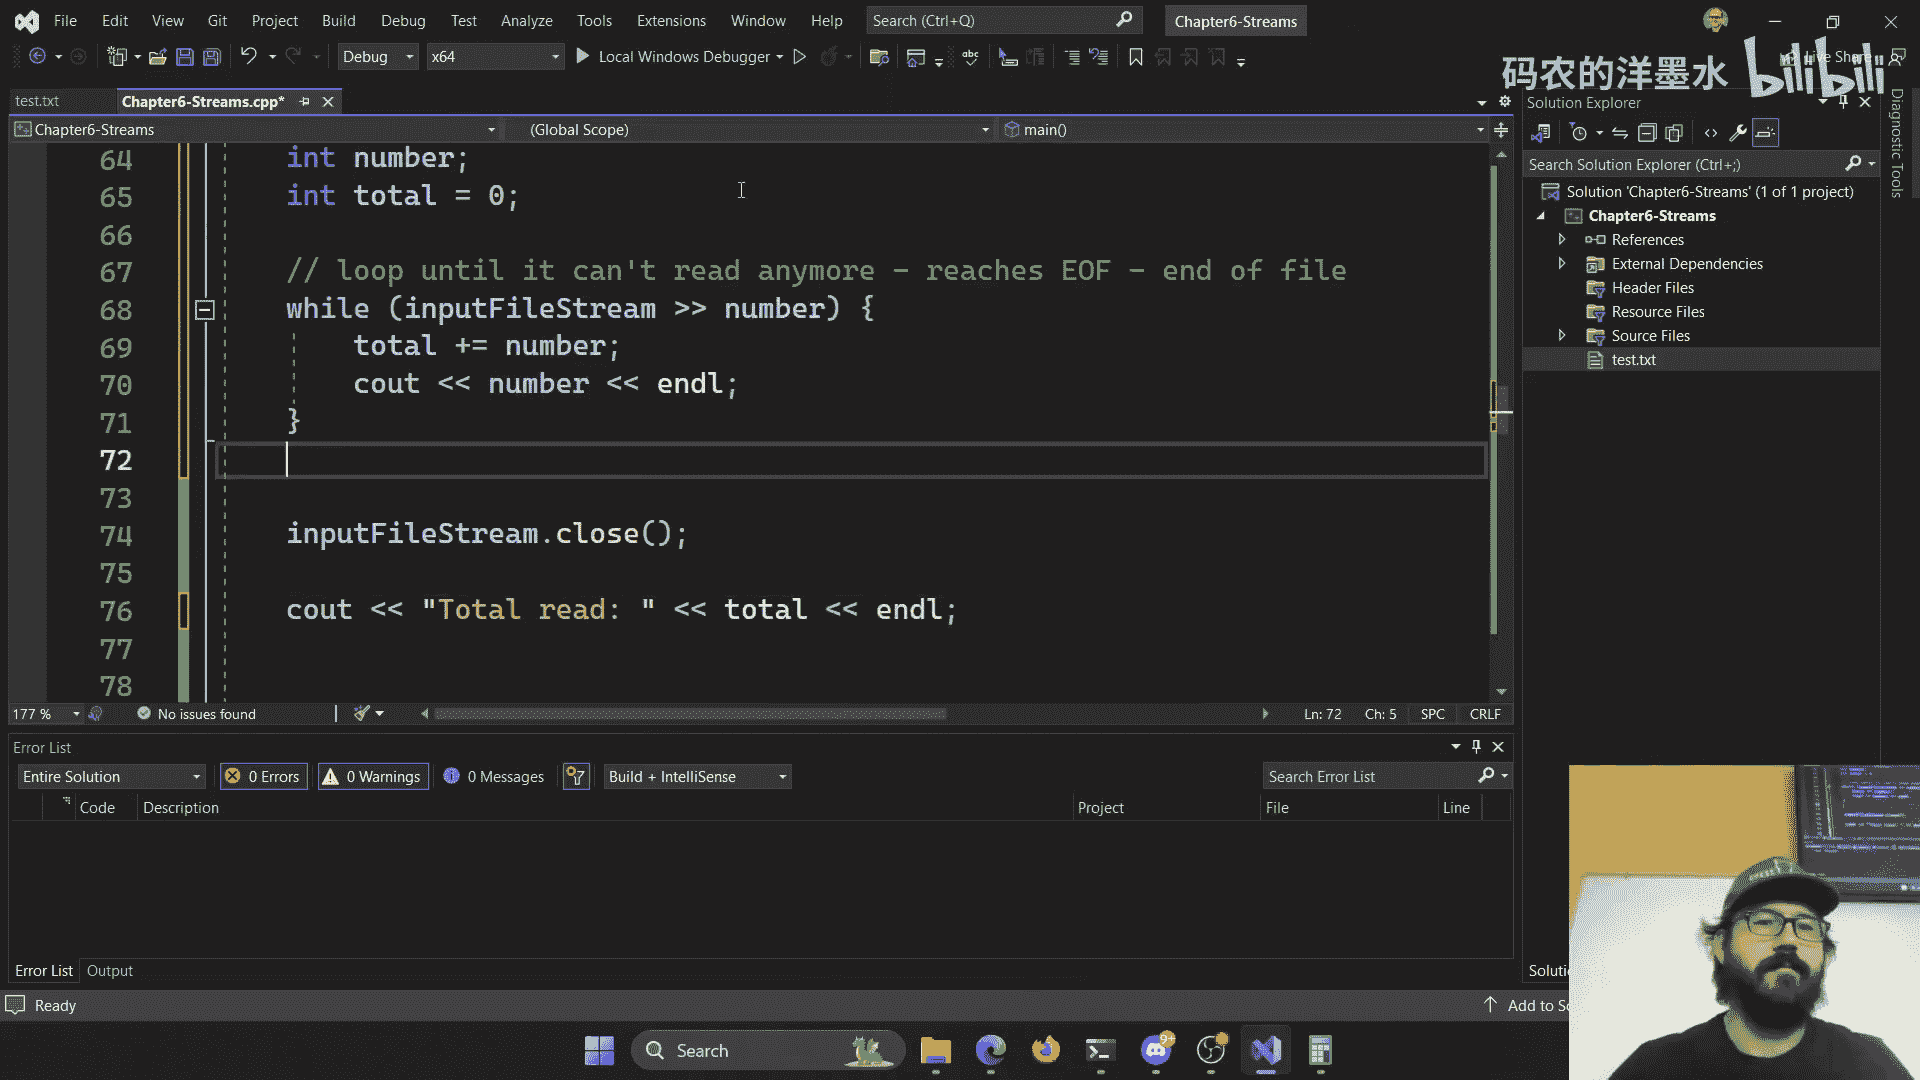 File Edit View Git Project Build Debug Test Analyze Tools Extensions Window Help Search (Ctrl+Q) Chapter6-Streams
Debug x64 Local Windows Debugger Live Share
码农的洋墨水 bilibili
test.txt Chapter6-Streams.cpp*
Chapter6-Streams (Global Scope) main()
64 int number;
65 int total = 0;
66
67 // loop until it can't read anymore - reaches EOF - end of file
68 while (inputFileStream >> number) {
69 total += number;
70 cout << number << endl;
71 }
72
73
74 inputFileStream.close();
75
76 cout << "Total read: " << total << endl;
77
78
177 % No issues found Ln: 72 Ch: 5 SPC CRLF
Error List
Entire Solution 0 Errors 0 Warnings 0 Messages Build + IntelliSense Search Error List
Code Description Project File Line
Error List Output
Solution Explorer
Search Solution Explorer (Ctrl+;)
Solution 'Chapter6-Streams' (1 of 1 project)
Chapter6-Streams
References
External Dependencies
Header Files
Resource Files
Source Files
test.txt
Diagnostic Tools
Ready
Search
9+